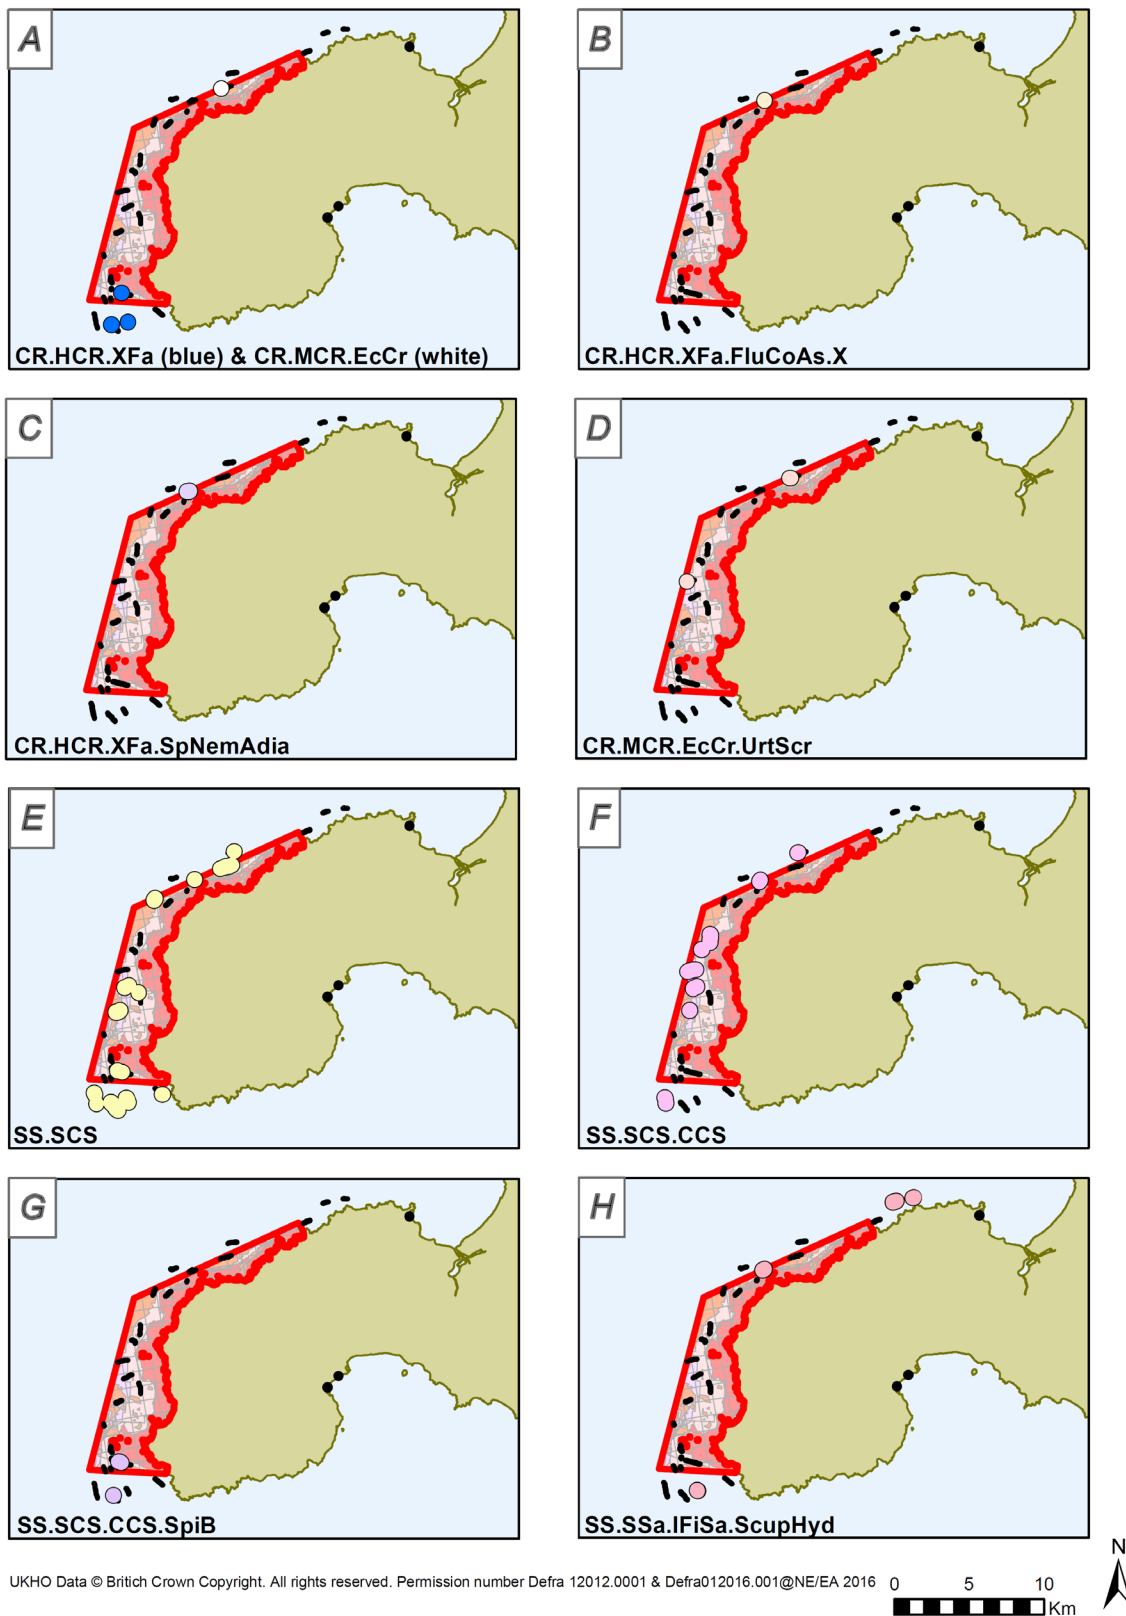 A
B
CR.HCR.XFa (blue) & CR.MCR.EcCr (white)
CR.HCR.XFa.FluCoAs.X
C
D
CR.HCR.XFa.SpNemAdia
CR.MCR.EcCr.UrtScr
E
F
SS.SCS
SS.SCS.CCS
G
H
SS.SCS.CCS.SpiB
SS.SSa.IFiSa.ScupHyd
N
UKHO Data © Britich Crown Copyright. All rights reserved. Permission number Defra 12012.0001 & Defra012016.001@NE/EA 2016
0 5 10
Km